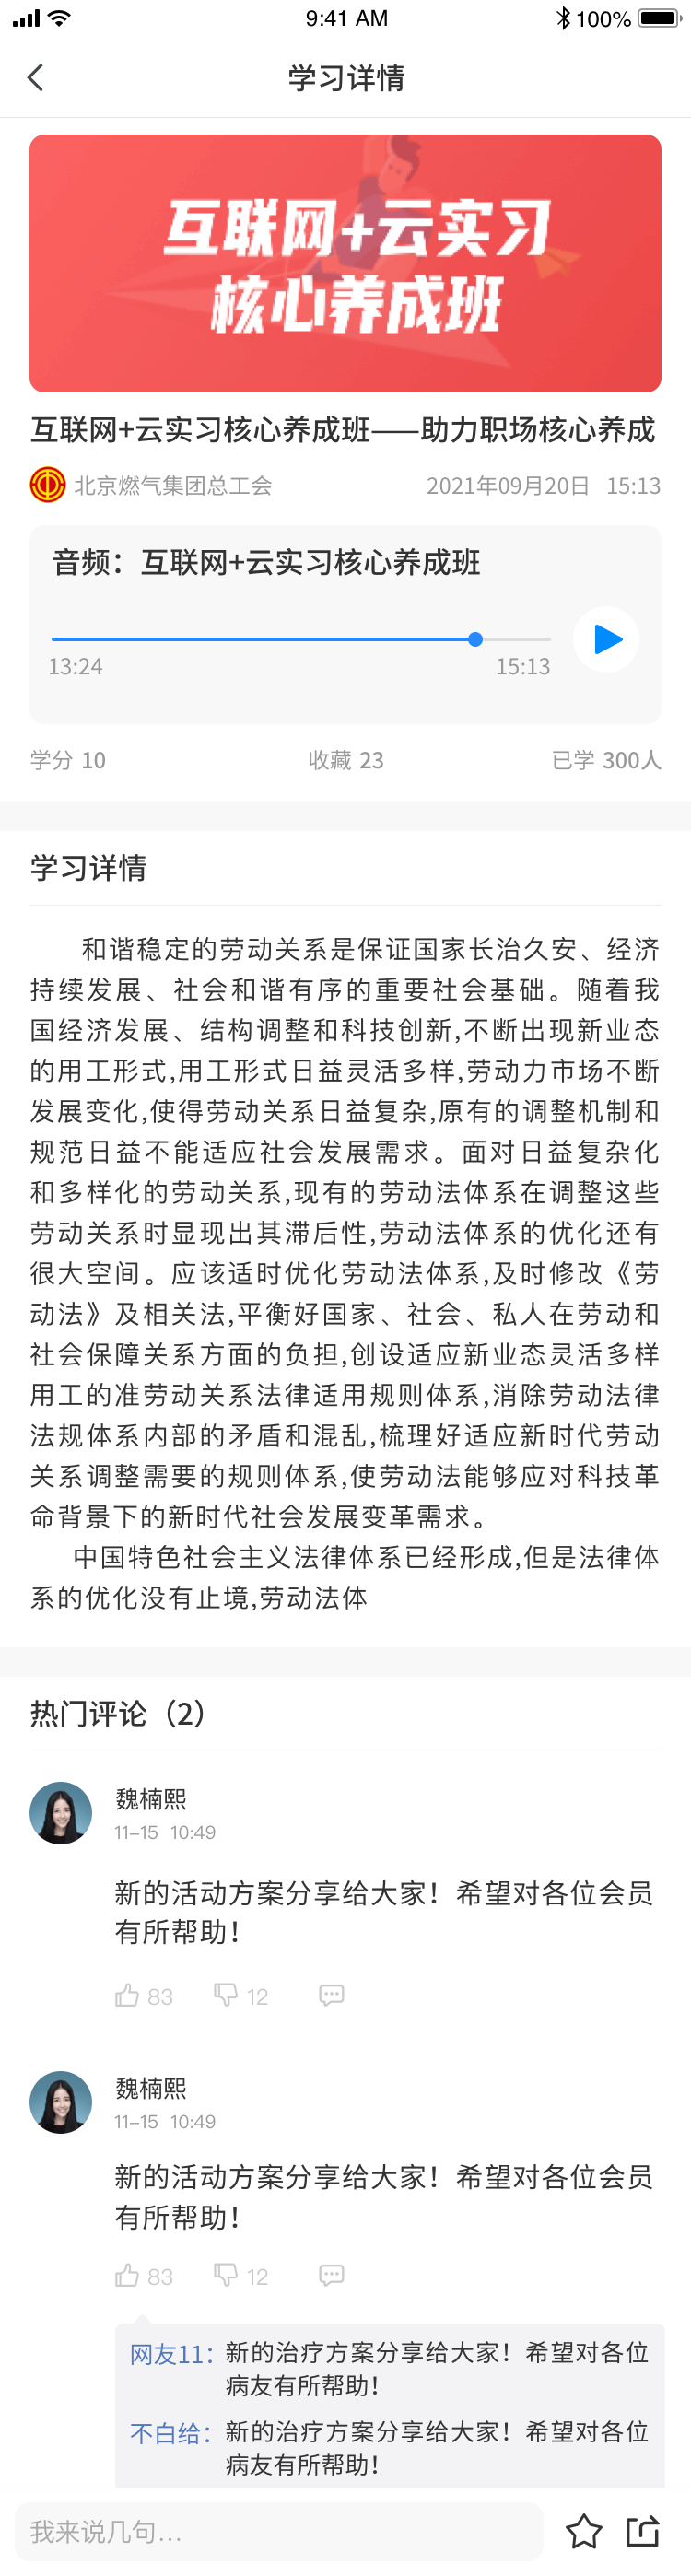 9:41 AM 100%
学习详情
互联网+云实习
核心养成班
互联网+云实习核心养成班——助力职场核心养成
北京燃气集团总工会 2021年09月20日 15:13
音频：互联网+云实习核心养成班
13:24 15:13
学分 10 收藏 23 已学 300人
学习详情
和谐稳定的劳动关系是保证国家长治久安、经济
持续发展、社会和谐有序的重要社会基础。随着我
国经济发展、结构调整和科技创新,不断出现新业态
的用工形式,用工形式日益灵活多样,劳动力市场不断
发展变化,使得劳动关系日益复杂,原有的调整机制和
规范日益不能适应社会发展需求。面对日益复杂化
和多样化的劳动关系,现有的劳动法体系在调整这些
劳动关系时显现出其滞后性,劳动法体系的优化还有
很大空间。应该适时优化劳动法体系,及时修改《劳
动法》及相关法,平衡好国家、社会、私人在劳动和
社会保障关系方面的负担,创设适应新业态灵活多样
用工的准劳动关系法律适用规则体系,消除劳动法律
法规体系内部的矛盾和混乱,梳理好适应新时代劳动
关系调整需要的规则体系,使劳动法能够应对科技革
命背景下的新时代社会发展变革需求。
中国特色社会主义法律体系已经形成,但是法律体
系的优化没有止境,劳动法体
热门评论（2）
魏楠熙
11-15 10:49
新的活动方案分享给大家！希望对各位会员
有所帮助！
83 12
魏楠熙
11-15 10:49
新的活动方案分享给大家！希望对各位会员
有所帮助！
83 12
网友11：新的治疗方案分享给大家！希望对各位
病友有所帮助！
不白给：新的治疗方案分享给大家！希望对各位
病友有所帮助！
我来说几句…